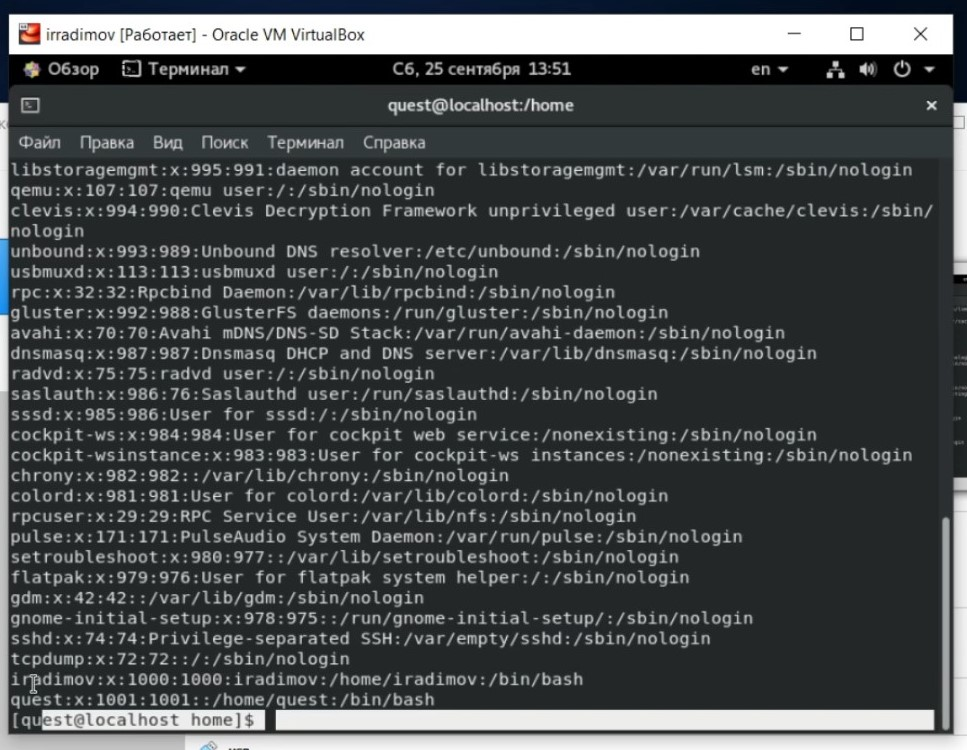 irradimov [Работает] - Oracle VM VirtualBox
Обзор Терминал Сб, 25 сентября 13:51 en
quest@localhost:/home
Файл Правка Вид Поиск Терминал Справка
libstoragemgmt:x:995:991:daemon account for libstoragemgmt:/var/run/lsm:/sbin/nologin
qemu:x:107:107:qemu user:/:/sbin/nologin
clevis:x:994:990:Clevis Decryption Framework unprivileged user:/var/cache/clevis:/sbin/
nologin
unbound:x:993:989:Unbound DNS resolver:/etc/unbound:/sbin/nologin
usbmuxd:x:113:113:usbmuxd user:/:/sbin/nologin
rpc:x:32:32:Rpcbind Daemon:/var/lib/rpcbind:/sbin/nologin
gluster:x:992:988:GlusterFS daemons:/run/gluster:/sbin/nologin
avahi:x:70:70:Avahi mDNS/DNS-SD Stack:/var/run/avahi-daemon:/sbin/nologin
dnsmasq:x:987:987:Dnsmasq DHCP and DNS server:/var/lib/dnsmasq:/sbin/nologin
radvd:x:75:75:radvd user:/:/sbin/nologin
saslauth:x:986:76:Saslauthd user:/run/saslauthd:/sbin/nologin
sssd:x:985:986:User for sssd:/:/sbin/nologin
cockpit-ws:x:984:984:User for cockpit web service:/nonexisting:/sbin/nologin
cockpit-wsinstance:x:983:983:User for cockpit-ws instances:/nonexisting:/sbin/nologin
chrony:x:982:982::/var/lib/chrony:/sbin/nologin
colord:x:981:981:User for colord:/var/lib/colord:/sbin/nologin
rpcuser:x:29:29:RPC Service User:/var/lib/nfs:/sbin/nologin
pulse:x:171:171:PulseAudio System Daemon:/var/run/pulse:/sbin/nologin
setroubleshoot:x:980:977::/var/lib/setroubleshoot:/sbin/nologin
flatpak:x:979:976:User for flatpak system helper:/:/sbin/nologin
gdm:x:42:42::/var/lib/gdm:/sbin/nologin
gnome-initial-setup:x:978:975::/run/gnome-initial-setup/:/sbin/nologin
sshd:x:74:74:Privilege-separated SSH:/var/empty/sshd:/sbin/nologin
tcpdump:x:72:72::/:/sbin/nologin
iradimov:x:1000:1000:iradimov:/home/iradimov:/bin/bash
quest:x:1001:1001::/home/quest:/bin/bash
[quest@localhost home]$